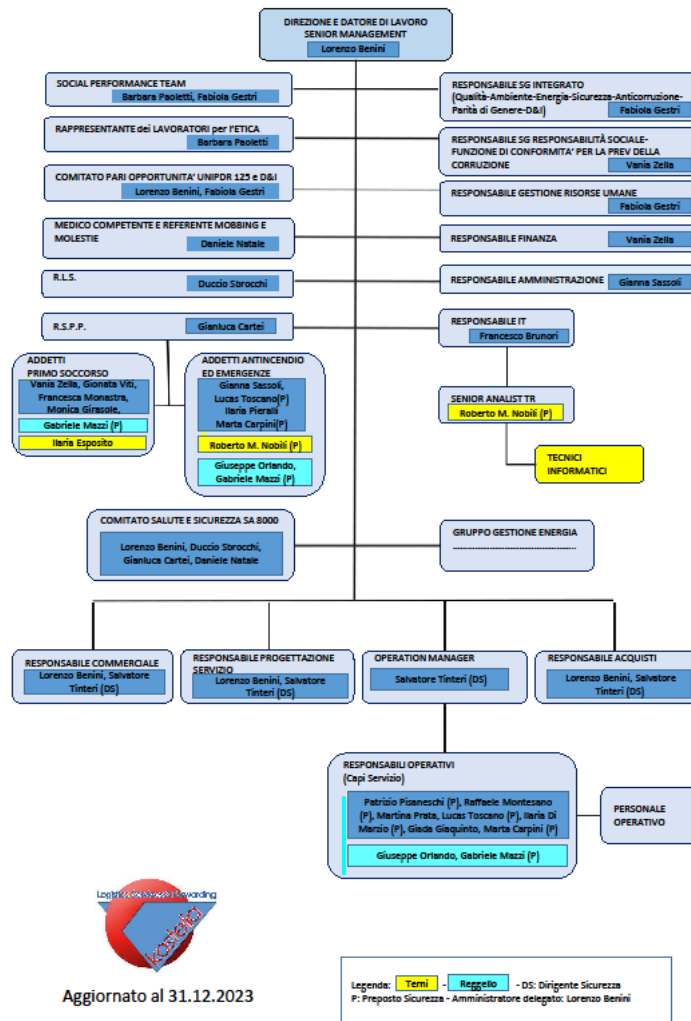 DIREZIONE E DATORE DI LAVORO
SENIOR MANAGEMENT
Lorenzo Benini
SOCIAL PERFORMANCE TEAM
Barbara Paoletti, Fabiola Gestri
RAPPRESENTANTE dei LAVORATORI per l'ETICA
Barbara Paoletti
COMITATO PARI OPPORTUNITA' UNIPDR 125 e D&I
Lorenzo Benini, Fabiola Gestri
MEDICO COMPETENTE E REFERENTE MOBBING E
MOLESTIE
Daniele Natale
R.L.S.
Duccio Sbrocchi
R.S.P.P.
Gianluca Cartei
RESPONSABILE SG INTEGRATO
(Qualità-Ambiente-Energia-Sicurezza-Anticorruzione-
Parità di Genere-D&I)
Fabiola Gestri
RESPONSABILE SG RESPONSABILITÀ SOCIALE-
FUNZIONE DI CONFORMITA' PER LA PREV DELLA
CORRUZIONE
Vania Zella
RESPONSABILE GESTIONE RISORSE UMANE
Fabiola Gestri
RESPONSABILE FINANZA
Vania Zella
RESPONSABILE AMMINISTRAZIONE
Gianna Sassoli
RESPONSABILE IT
Francesco Brunori
ADDETTI
PRIMO SOCCORSO
Vania Zella, Gionata Viti,
Francesca Monastra,
Monica Girasole,
Gabriele Mazzi (P)
Ilaria Esposito
ADDETTI ANTINCENDIO
ED EMERGENZE
Gianna Sassoli,
Lucas Toscano(P)
Ilaria Pieralli
Marta Carpini(P)
Roberto M. Nobili (P)
Giuseppe Orlando,
Gabriele Mazzi (P)
SENIOR ANALIST TR
Roberto M. Nobili (P)
TECNICI
INFORMATICI
COMITATO SALUTE E SICUREZZA SA 8000
Lorenzo Benini, Duccio Sbrocchi,
Gianluca Cartei, Daniele Natale
GRUPPO GESTIONE ENERGIA
RESPONSABILE COMMERCIALE
Lorenzo Benini, Salvatore
Tinteri (DS)
RESPONSABILE PROGETTAZIONE
SERVIZIO
Lorenzo Benini, Salvatore
Tinteri (DS)
OPERATION MANAGER
Salvatore Tinteri (DS)
RESPONSABILE ACQUISTI
Lorenzo Benini, Salvatore
Tinteri (DS)
RESPONSABILI OPERATIVI
(Capi Servizio)
Patrizio Pisaneschi (P), Raffaele Montesano
(P), Martina Prata, Lucas Toscano (P), Ilaria Di
Marzio (P), Giada Giaquinto, Marta Carpini (P)
Giuseppe Orlando, Gabriele Mazzi (P)
PERSONALE
OPERATIVO
kastelia
Aggiornato al 31.12.2023
Legenda: Terni - Reggello - DS: Dirigente Sicurezza
P: Preposto Sicurezza - Amministratore delegato: Lorenzo Benini